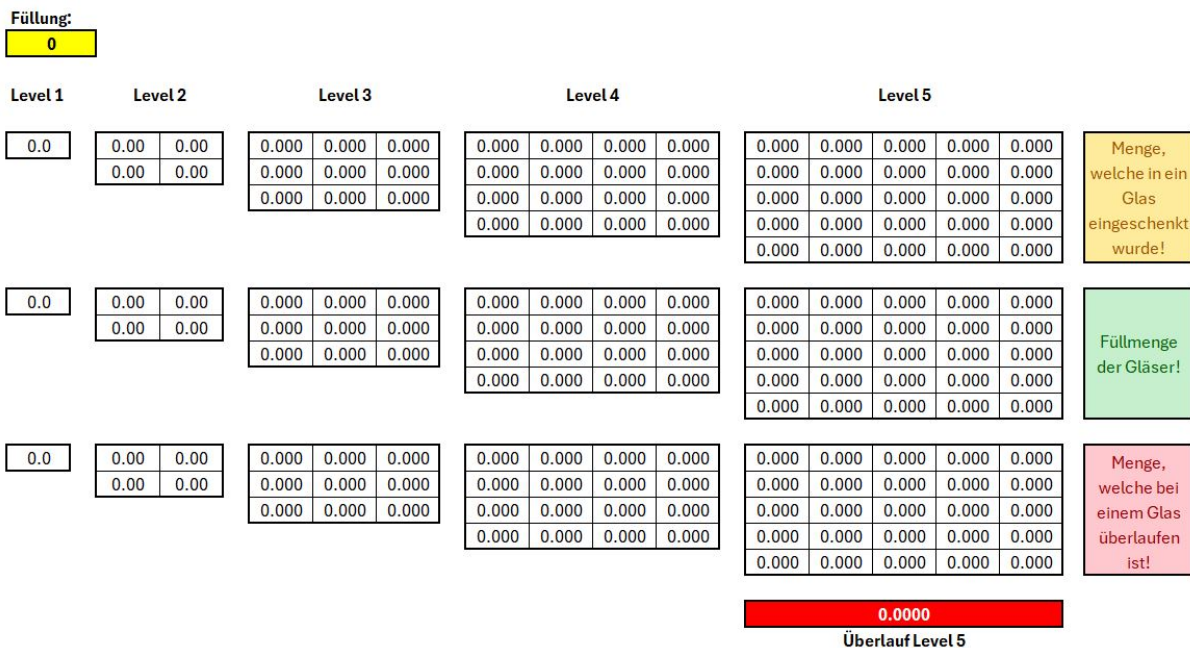 Füllung:
0
Level 1 Level 2 Level 3 Level 4 Level 5
0.0 0.00 0.00 0.000 0.000 0.000 0.000 0.000 0.000 0.000 0.000 0.000 0.000 0.000 0.000 Menge,
0.00 0.00 0.000 0.000 0.000 0.000 0.000 0.000 0.000 0.000 0.000 0.000 0.000 0.000 welche in ein
0.000 0.000 0.000 0.000 0.000 0.000 0.000 0.000 0.000 0.000 0.000 0.000 Glas
0.000 0.000 0.000 0.000 0.000 0.000 0.000 0.000 0.000 eingeschenkt
0.000 0.000 0.000 0.000 0.000 wurde!
0.0 0.00 0.00 0.000 0.000 0.000 0.000 0.000 0.000 0.000 0.000 0.000 0.000 0.000 0.000
0.00 0.00 0.000 0.000 0.000 0.000 0.000 0.000 0.000 0.000 0.000 0.000 0.000 0.000
0.000 0.000 0.000 0.000 0.000 0.000 0.000 0.000 0.000 0.000 0.000 0.000 Füllmenge
0.000 0.000 0.000 0.000 0.000 0.000 0.000 0.000 0.000 der Gläser!
0.000 0.000 0.000 0.000 0.000
0.0 0.00 0.00 0.000 0.000 0.000 0.000 0.000 0.000 0.000 0.000 0.000 0.000 0.000 0.000 Menge,
0.00 0.00 0.000 0.000 0.000 0.000 0.000 0.000 0.000 0.000 0.000 0.000 0.000 0.000 welche bei
0.000 0.000 0.000 0.000 0.000 0.000 0.000 0.000 0.000 0.000 0.000 0.000 einem Glas
0.000 0.000 0.000 0.000 0.000 0.000 0.000 0.000 0.000 überlaufen
0.000 0.000 0.000 0.000 0.000 ist!
0.0000
Überlauf Level 5